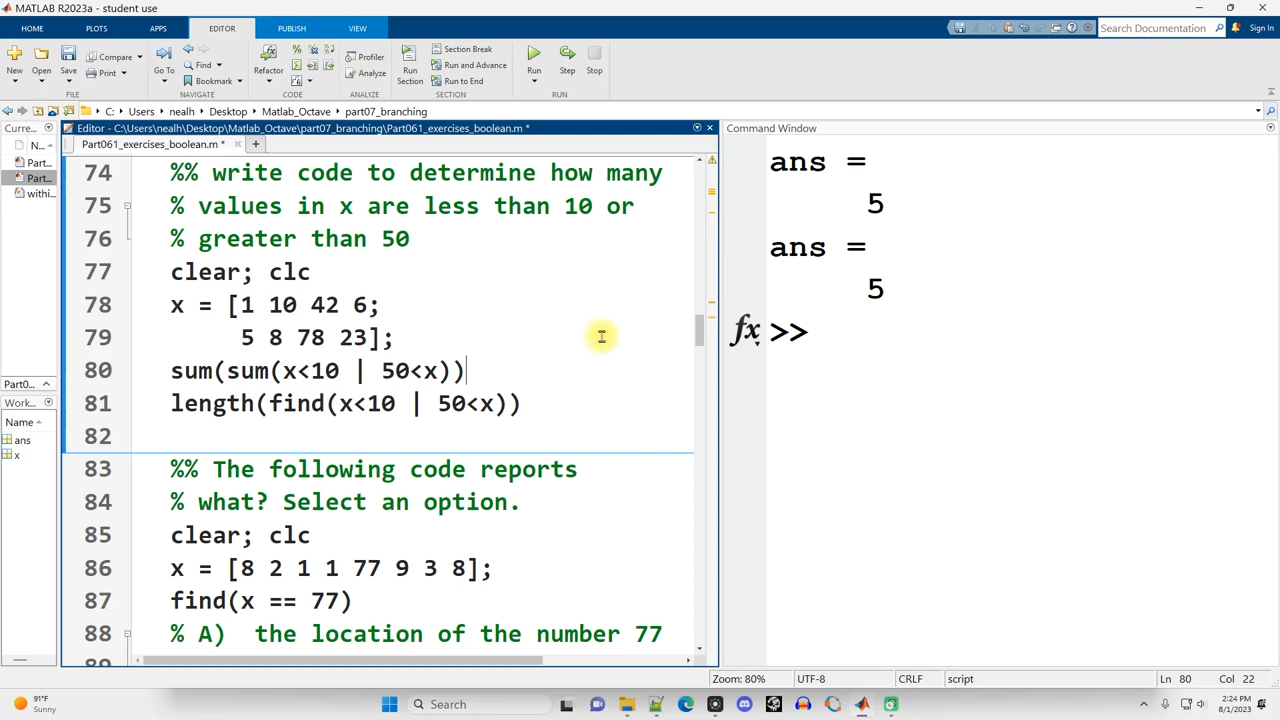 MATLAB R2023a - student use
HOME PLOTS APPS EDITOR PUBLISH VIEW Search Documentation Sign In
New Open Save Compare Print Go To Find Bookmark Refactor Profiler Analyze Run Section Section Break Run and Advance Run to End Run Step Stop
FILE NAVIGATE CODE ANALYZE SECTION RUN
C: Users nealh Desktop Matlab_Octave part07_branching
Curre... Editor - C:\Users\nealh\Desktop\Matlab_Octave\part07_branching\Part061_exercises_boolean.m * Command Window
Part061_exercises_boolean.m *
N...
Part...
Part...
withi...
Part0...
Work...
Name
ans
x
74 %% write code to determine how many
75 % values in x are less than 10 or
76 % greater than 50
77 clear; clc
78 x = [1 10 42 6;
79 5 8 78 23];
80 sum(sum(x<10 | 50<x))
81 length(find(x<10 | 50<x))
82
83 %% The following code reports
84 % what? Select an option.
85 clear; clc
86 x = [8 2 1 1 77 9 3 8];
87 find(x == 77)
88 % A) the location of the number 77
ans =
5
ans =
5
fx >>
Zoom: 80% UTF-8 CRLF script Ln 80 Col 22
91°F
Sunny
Search
2:24 PM
8/1/2023